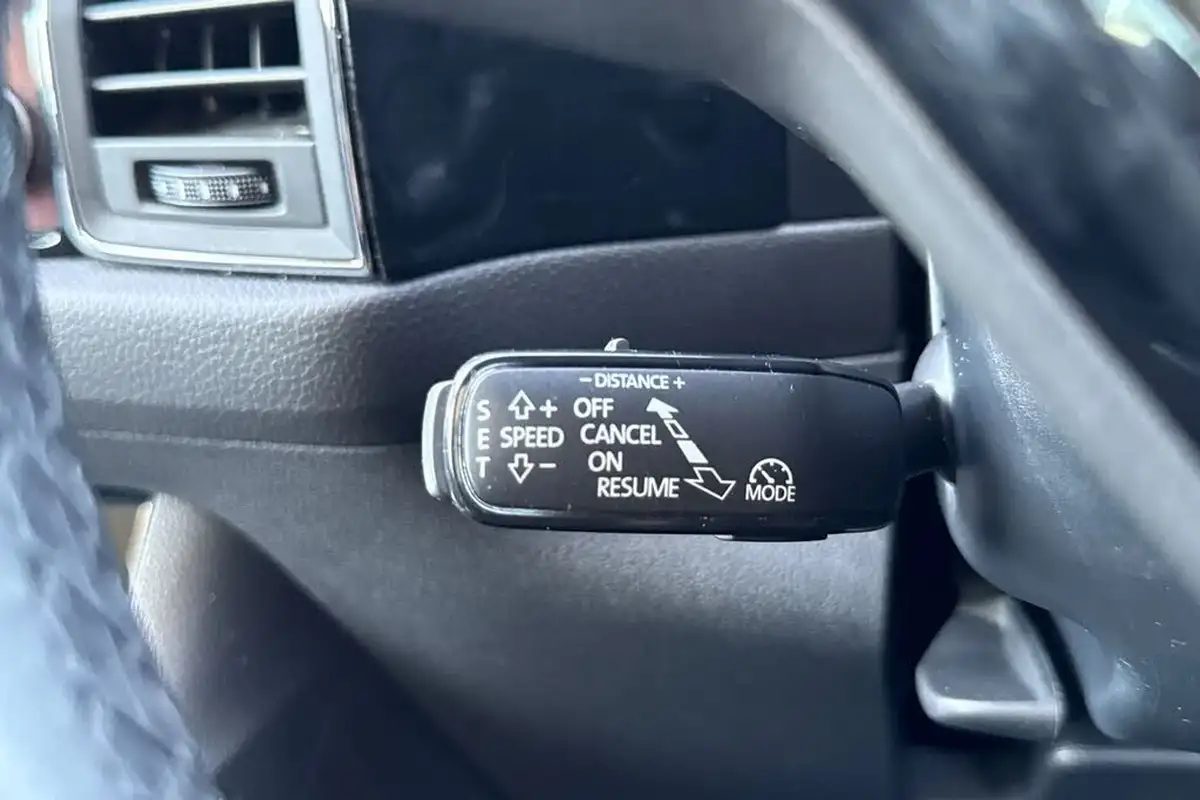 – DISTANCE +
S + OFF
E SPEED CANCEL
T – ON
RESUME
MODE